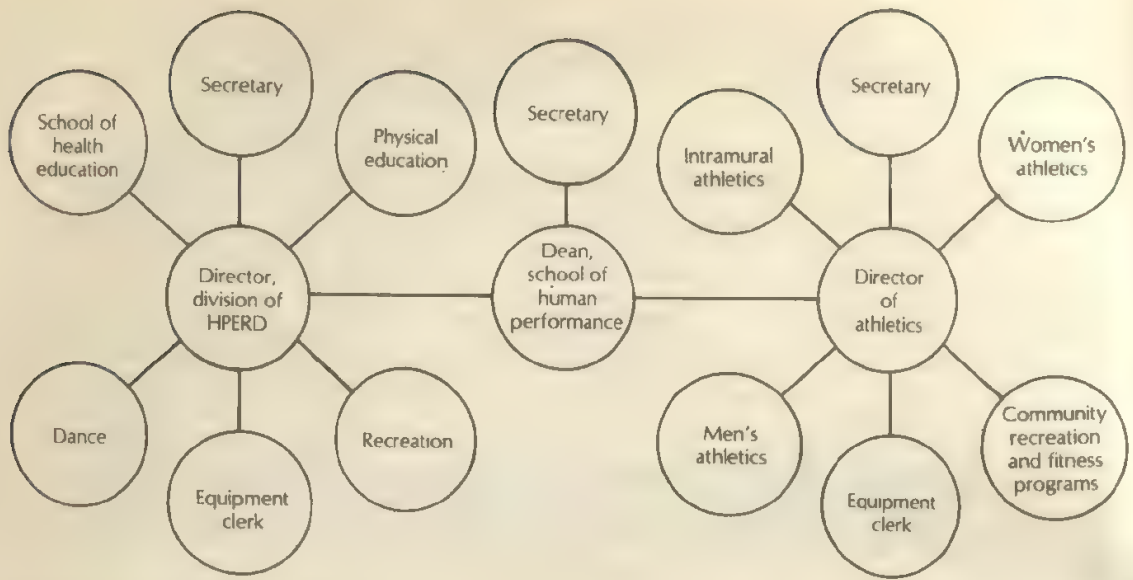 School of
health
education
Secretary
Physical
education
Director,
division of
HPERD
Dance
Equipment
clerk
Recreation
Secretary
Dean,
school of
human
performance
Intramural
athletics
Secretary
Women's
athletics
Director
of
athletics
Men's
athletics
Equipment
clerk
Community
recreation
and fitness
programs